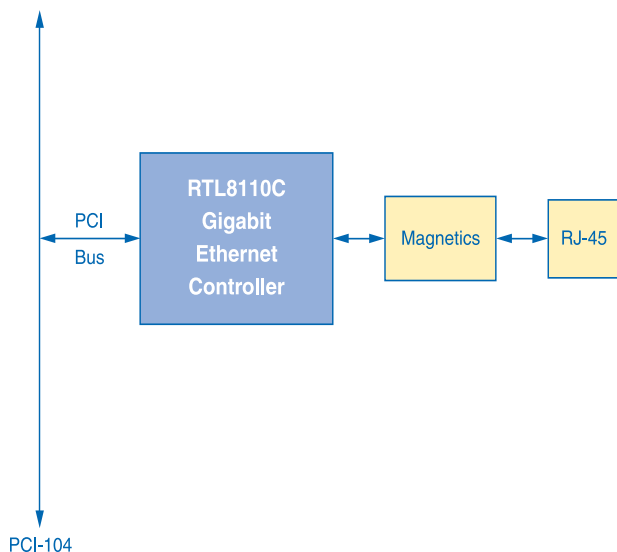 PCI
Bus
RTL8110C
Gigabit
Ethernet
Controller
Magnetics
RJ-45
PCI-104